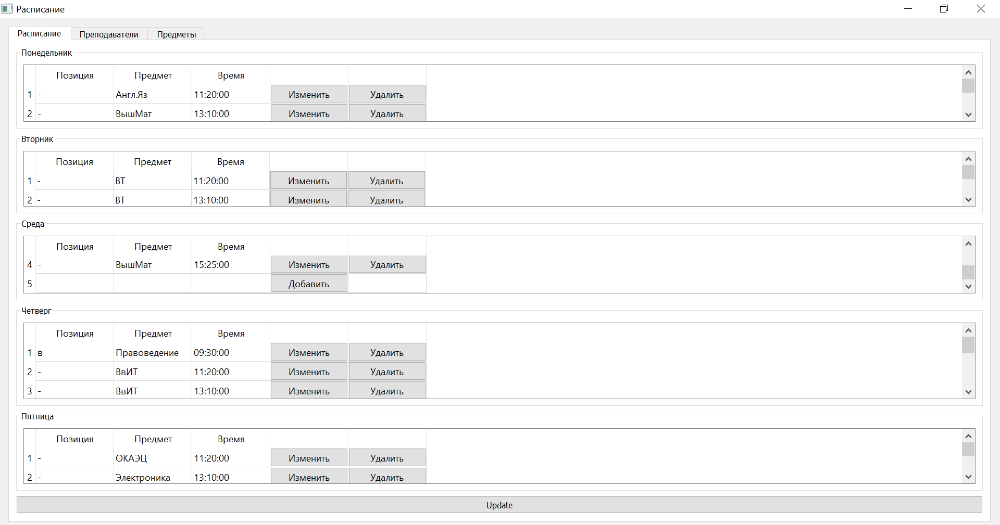 Расписание
Расписание Преподаватели Предметы
Понедельник
Позиция Предмет Время
1 - Англ.Яз 11:20:00 Изменить Удалить
2 - ВышМат 13:10:00 Изменить Удалить
Вторник
Позиция Предмет Время
1 - ВТ 11:20:00 Изменить Удалить
2 - ВТ 13:10:00 Изменить Удалить
Среда
Позиция Предмет Время
4 - ВышМат 15:25:00 Изменить Удалить
5 Добавить
Четверг
Позиция Предмет Время
1 в Правоведение 09:30:00 Изменить Удалить
2 - ВвИТ 11:20:00 Изменить Удалить
3 - ВвИТ 13:10:00 Изменить Удалить
Пятница
Позиция Предмет Время
1 - ОКАЭЦ 11:20:00 Изменить Удалить
2 - Электроника 13:10:00 Изменить Удалить
Update